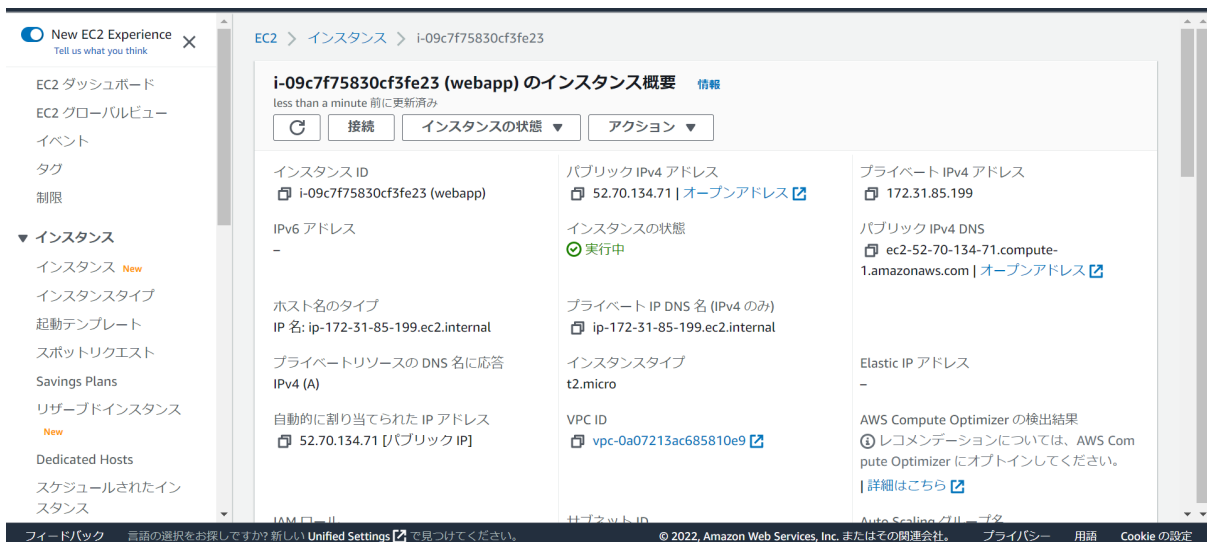 New EC2 Experience
Tell us what you think
EC2 ダッシュボード
EC2 グローバルビュー
イベント
タグ
制限
インスタンス
インスタンス New
インスタンスタイプ
起動テンプレート
スポットリクエスト
Savings Plans
リザーブドインスタンス
New
Dedicated Hosts
スケジュールされたイン
スタンス
EC2 > インスタンス > i-09c7f75830cf3fe23
i-09c7f75830cf3fe23 (webapp) のインスタンス概要 情報
less than a minute 前に更新済み
接続 インスタンスの状態 ▼ アクション ▼
インスタンス ID
i-09c7f75830cf3fe23 (webapp)
パブリック IPv4 アドレス
52.70.134.71 | オープンアドレス
プライベート IPv4 アドレス
172.31.85.199
IPv6 アドレス
–
インスタンスの状態
実行中
パブリック IPv4 DNS
ec2-52-70-134-71.compute-
1.amazonaws.com | オープンアドレス
ホスト名のタイプ
IP 名: ip-172-31-85-199.ec2.internal
プライベート IP DNS 名 (IPv4 のみ)
ip-172-31-85-199.ec2.internal
プライベートリソースの DNS 名に応答
IPv4 (A)
インスタンスタイプ
t2.micro
Elastic IP アドレス
–
自動的に割り当てられた IP アドレス
52.70.134.71 [パブリック IP]
VPC ID
vpc-0a07213ac685810e9
AWS Compute Optimizer の検出結果
レコメンデーションについては、AWS Com
pute Optimizer にオプトインしてください。
| 詳細はこちら
IAM ロール
サブネット ID
Auto Scaling グループ名
フィードバック 言語の選択をお探しですか? 新しい Unified Settings で見つけてください。 © 2022, Amazon Web Services, Inc. またはその関連会社。 プライバシー 用語 Cookie の設定